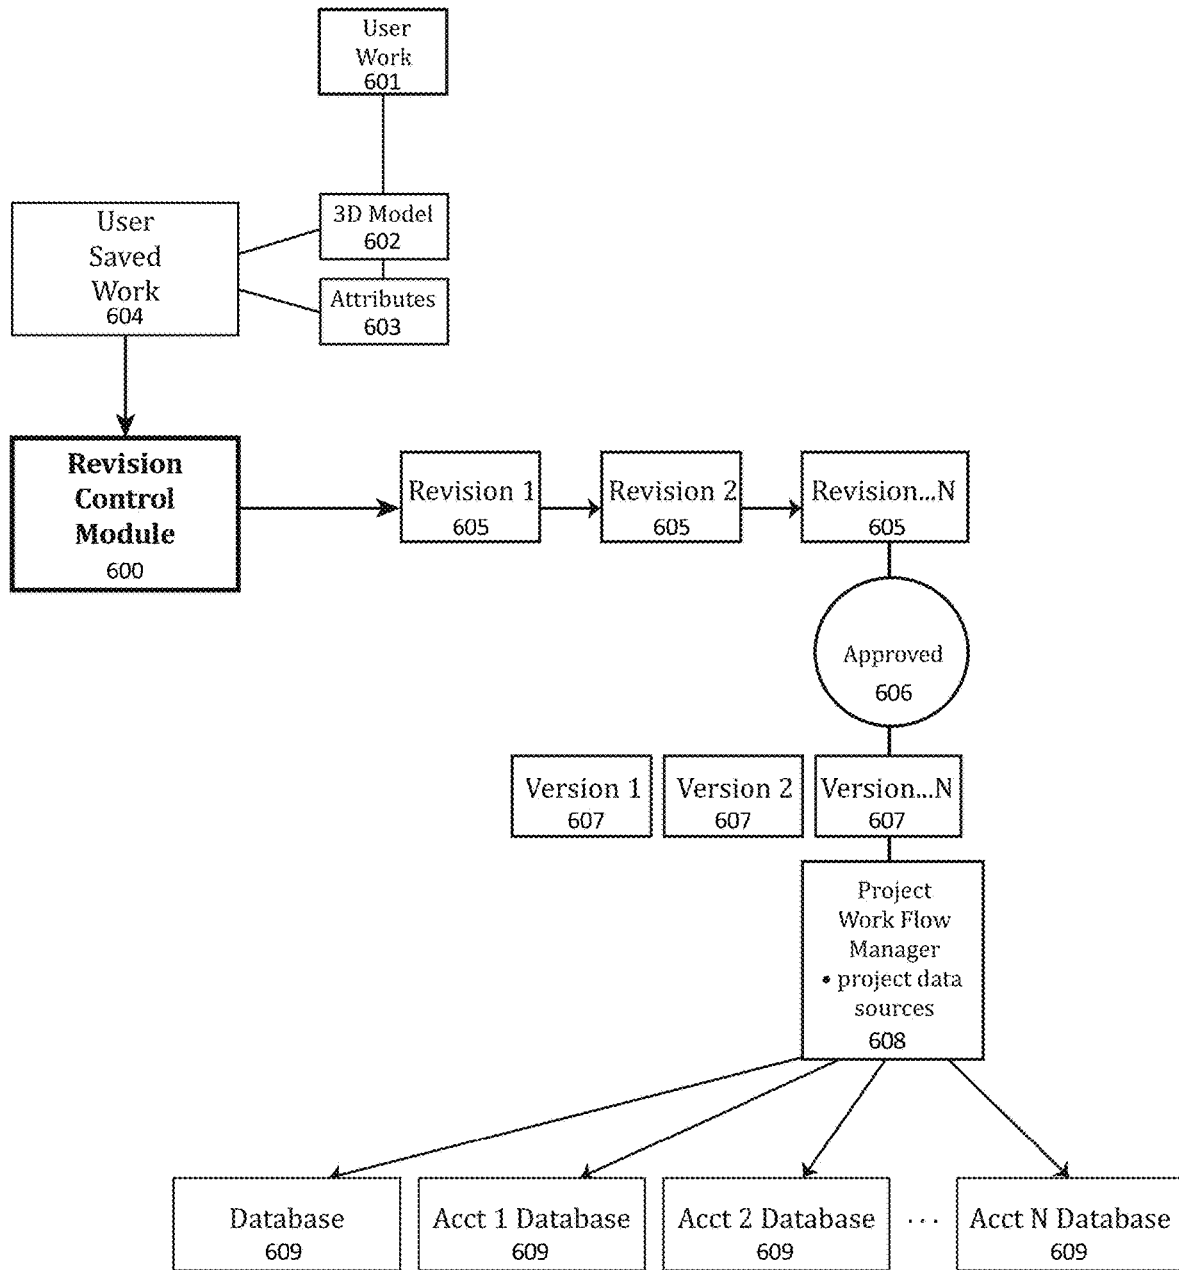 User
Work
601
3D Model
602
User
Saved
Work
604
Attributes
603
Revision
Control
Module
600
Revision 1
605
Revision 2
605
Revision...N
605
Approved
606
Version 1
607
Version 2
607
Version...N
607
Project
Work Flow
Manager
• project data
sources
608
Database
609
Acct 1 Database
609
Acct 2 Database
609
...
Acct N Database
609